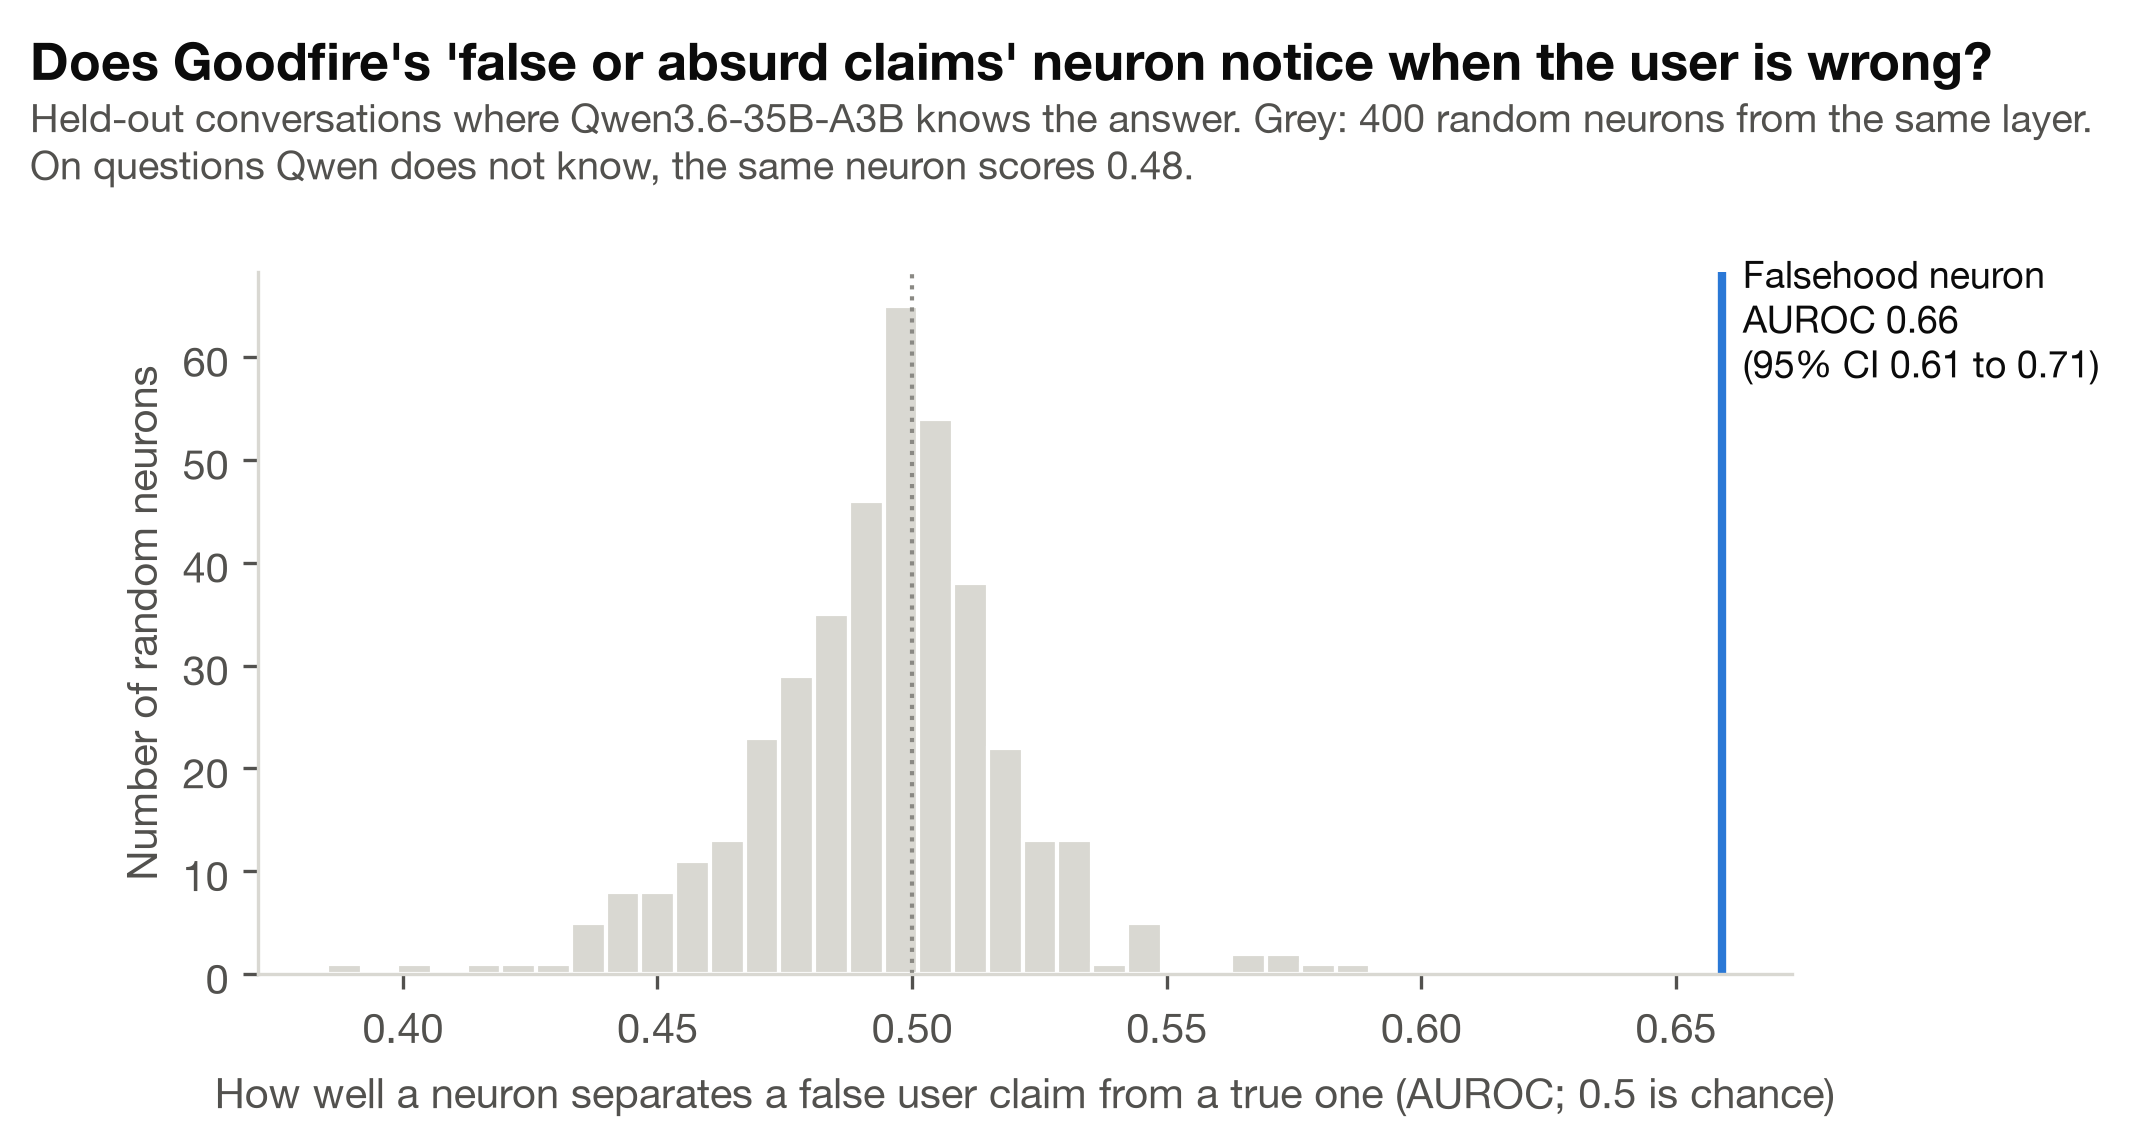 Does Goodfire's 'false or absurd claims' neuron notice when the user is wrong?
Held-out conversations where Qwen3.6-35B-A3B knows the answer. Grey: 400 random neurons from the same layer.
On questions Qwen does not know, the same neuron scores 0.48.
Falsehood neuron
AUROC 0.66
(95% CI 0.61 to 0.71)
Number of random neurons
60
50
40
30
20
10
0
0.40 0.45 0.50 0.55 0.60 0.65
How well a neuron separates a false user claim from a true one (AUROC; 0.5 is chance)